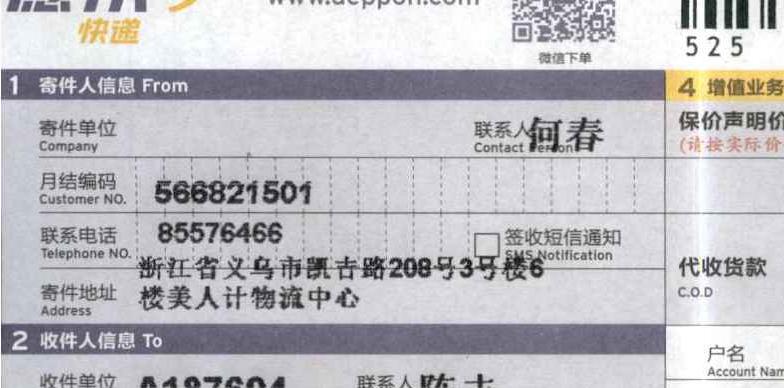 www.deppon.com
快递
微信下单
525
1 寄件人信息 From
4 增值业务
寄件单位
Company
联系人 何春
Contact Person
保价声明价
(请按实际价
月结编码 566821501
Customer NO.
联系电话 85576466
Telephone NO.
签收短信通知
SMS Notification
浙江省义乌市凯吉路208号3号楼6
楼美人计物流中心
寄件地址
Address
代收货款
C.O.D
2 收件人信息 To
户名
Account Nam
收件单位 A187694
联系人